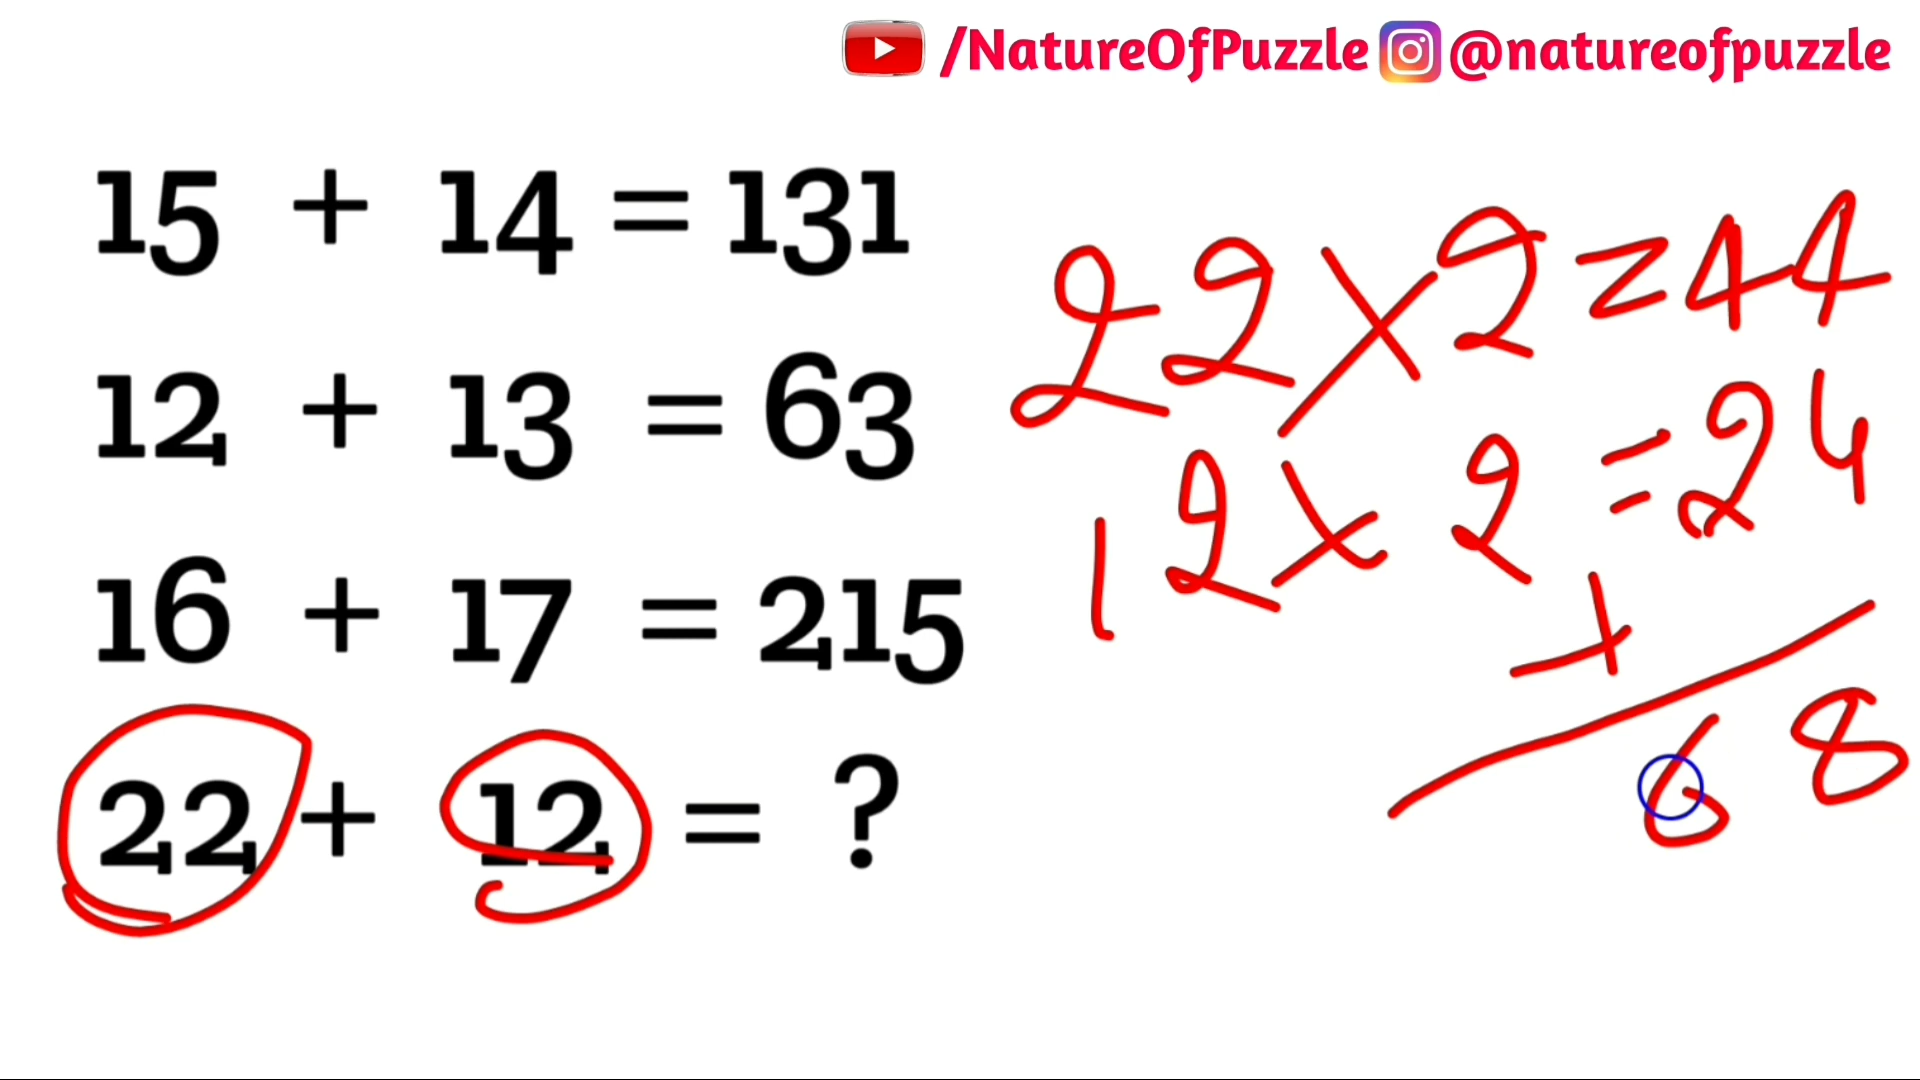 /NatureOfPuzzle @natureofpuzzle
15 + 14 = 131
12 + 13 = 63
16 + 17 = 215
22 + 12 = ?
22 × 2 = 44
12 × 2 = 24
+
68